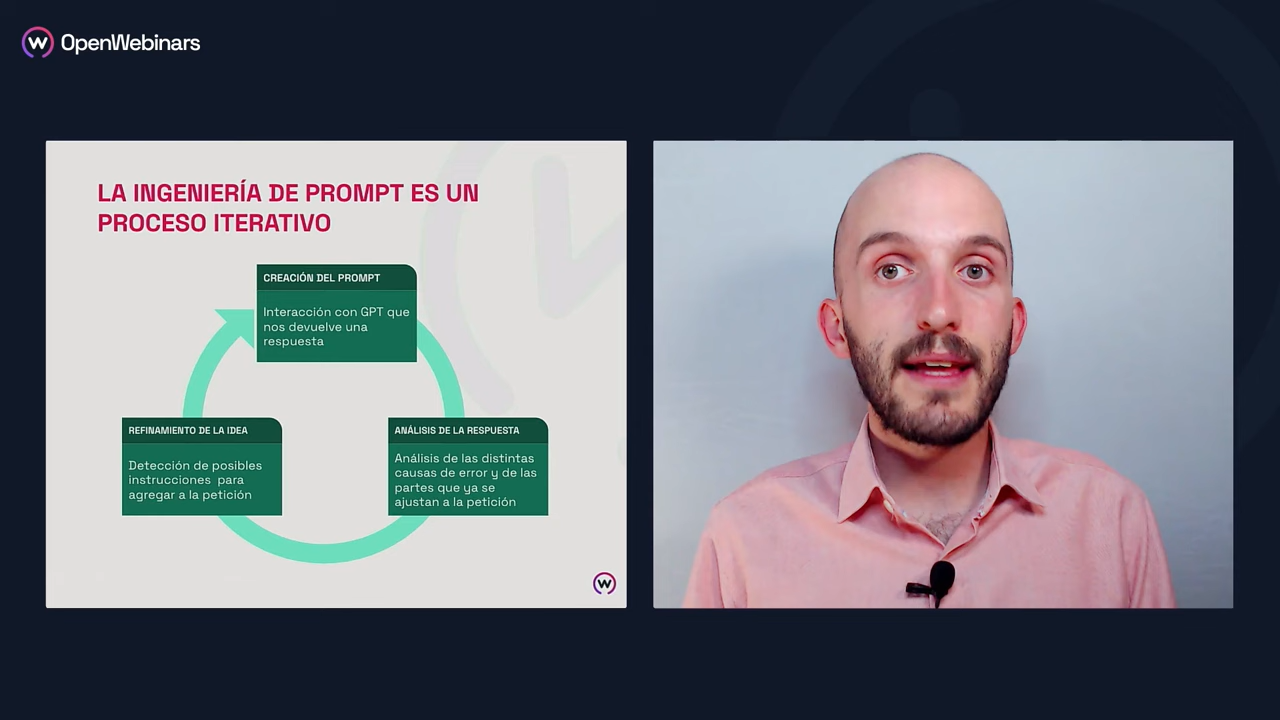 OpenWebinars
LA INGENIERÍA DE PROMPT ES UN
PROCESO ITERATIVO
CREACIÓN DEL PROMPT
Interacción con GPT que
nos devuelve una
respuesta
REFINAMIENTO DE LA IDEA
Detección de posibles
instrucciones para
agregar a la petición
ANÁLISIS DE LA RESPUESTA
Análisis de las distintas
causas de error y de las
partes que ya se
ajustan a la petición